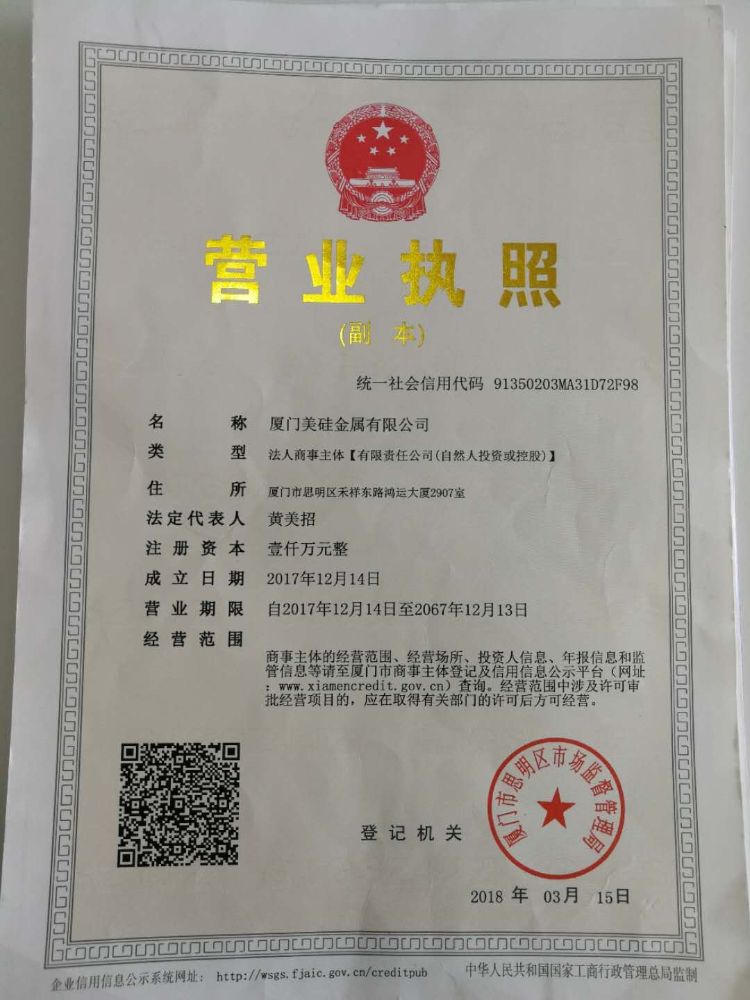 营业执照
(副 本)
统一社会信用代码 91350203MA31D72F98
名 称 厦门美硅金属有限公司
类 型 法人商事主体【有限责任公司(自然人投资或控股)】
住 所 厦门市思明区禾祥东路鸿运大厦2907室
法定代表人 黄美招
注册资本 壹仟万元整
成立日期 2017年12月14日
营业期限 自2017年12月14日至2067年12月13日
经营范围
商事主体的经营范围、经营场所、投资人信息、年报信息和监
管信息等请至厦门市商事主体登记及信用信息公示平台（网址
：www.xiamencredit.gov.cn）查询。经营范围中涉及许可审
批经营项目的，应在取得有关部门的许可后方可经营。
厦门市思明区市场监督管理局
登记机关
2018 年 03月 15日
企业信用信息公示系统网址： http://wsgs.fjaic.gov.cn/creditpub
中华人民共和国国家工商行政管理总局监制